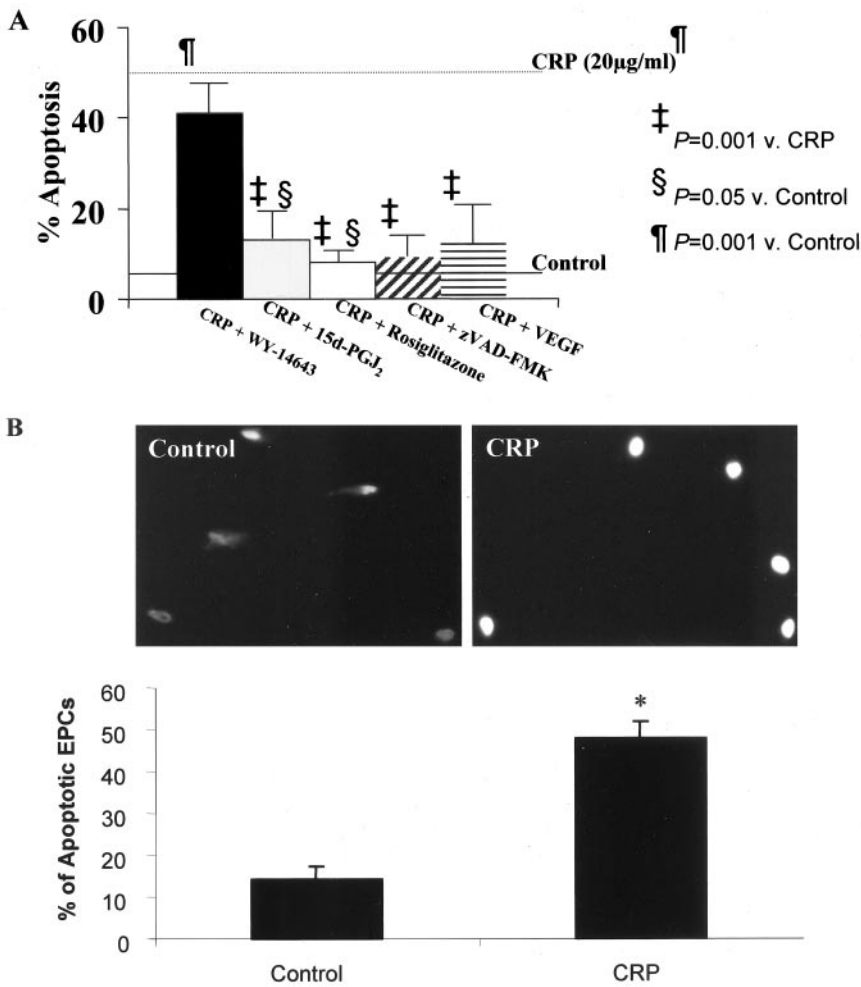 A
60
40
20
0
% Apoptosis
¶
CRP (20µg/ml)¶
‡ §
‡ §
‡
‡
Control
CRP + WY-14643
CRP + 15d-PGJ₂
CRP + Rosiglitazone
CRP + zVAD-FMK
CRP + VEGF
‡ P=0.001 v. CRP
§ P=0.05 v. Control
¶ P=0.001 v. Control
B
Control
CRP
60
50
40
30
20
10
0
% of Apoptotic EPCs
*
Control
CRP